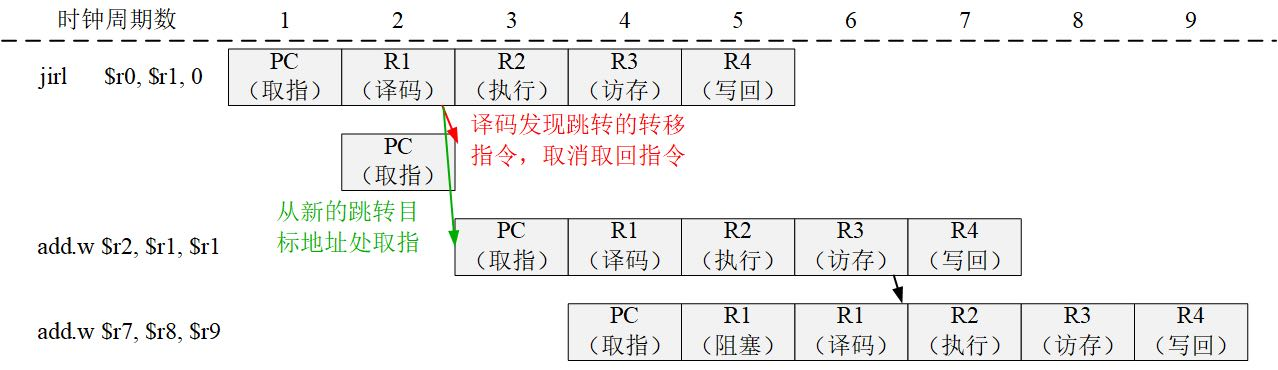 时钟周期数 1 2 3 4 5 6 7 8 9
jirl $r0, $r1, 0
PC (取指) R1 (译码) R2 (执行) R3 (访存) R4 (写回)
PC (取指)
译码发现跳转的转移
指令，取消取回指令
从新的跳转目
标地址处取指
add.w $r2, $r1, $r1
PC (取指) R1 (译码) R2 (执行) R3 (访存) R4 (写回)
add.w $r7, $r8, $r9
PC (取指) R1 (阻塞) R1 (译码) R2 (执行) R3 (访存) R4 (写回)